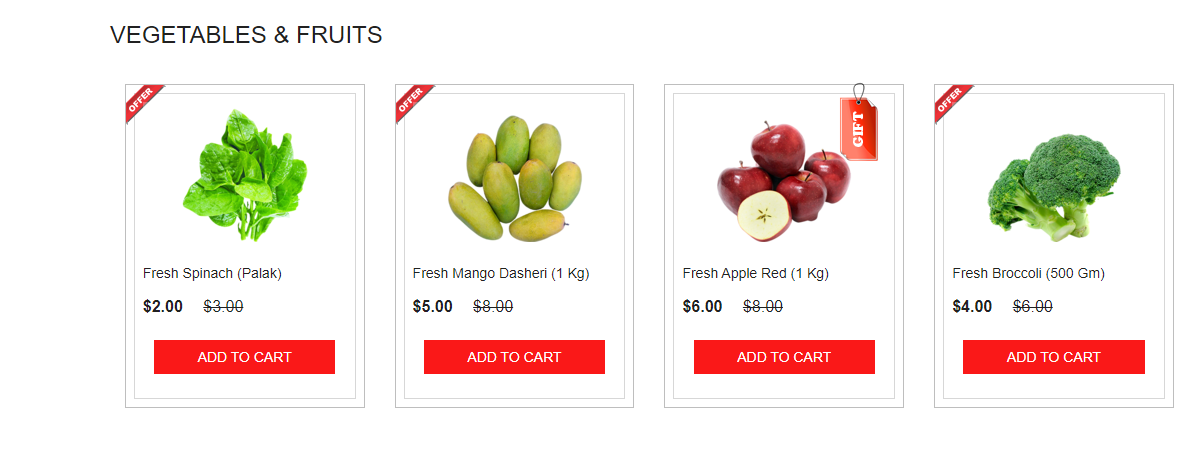 VEGETABLES & FRUITS
OFFER
Fresh Spinach (Palak)
$2.00 $3.00
ADD TO CART
OFFER
Fresh Mango Dasheri (1 Kg)
$5.00 $8.00
ADD TO CART
GIFT
Fresh Apple Red (1 Kg)
$6.00 $8.00
ADD TO CART
OFFER
Fresh Broccoli (500 Gm)
$4.00 $6.00
ADD TO CART